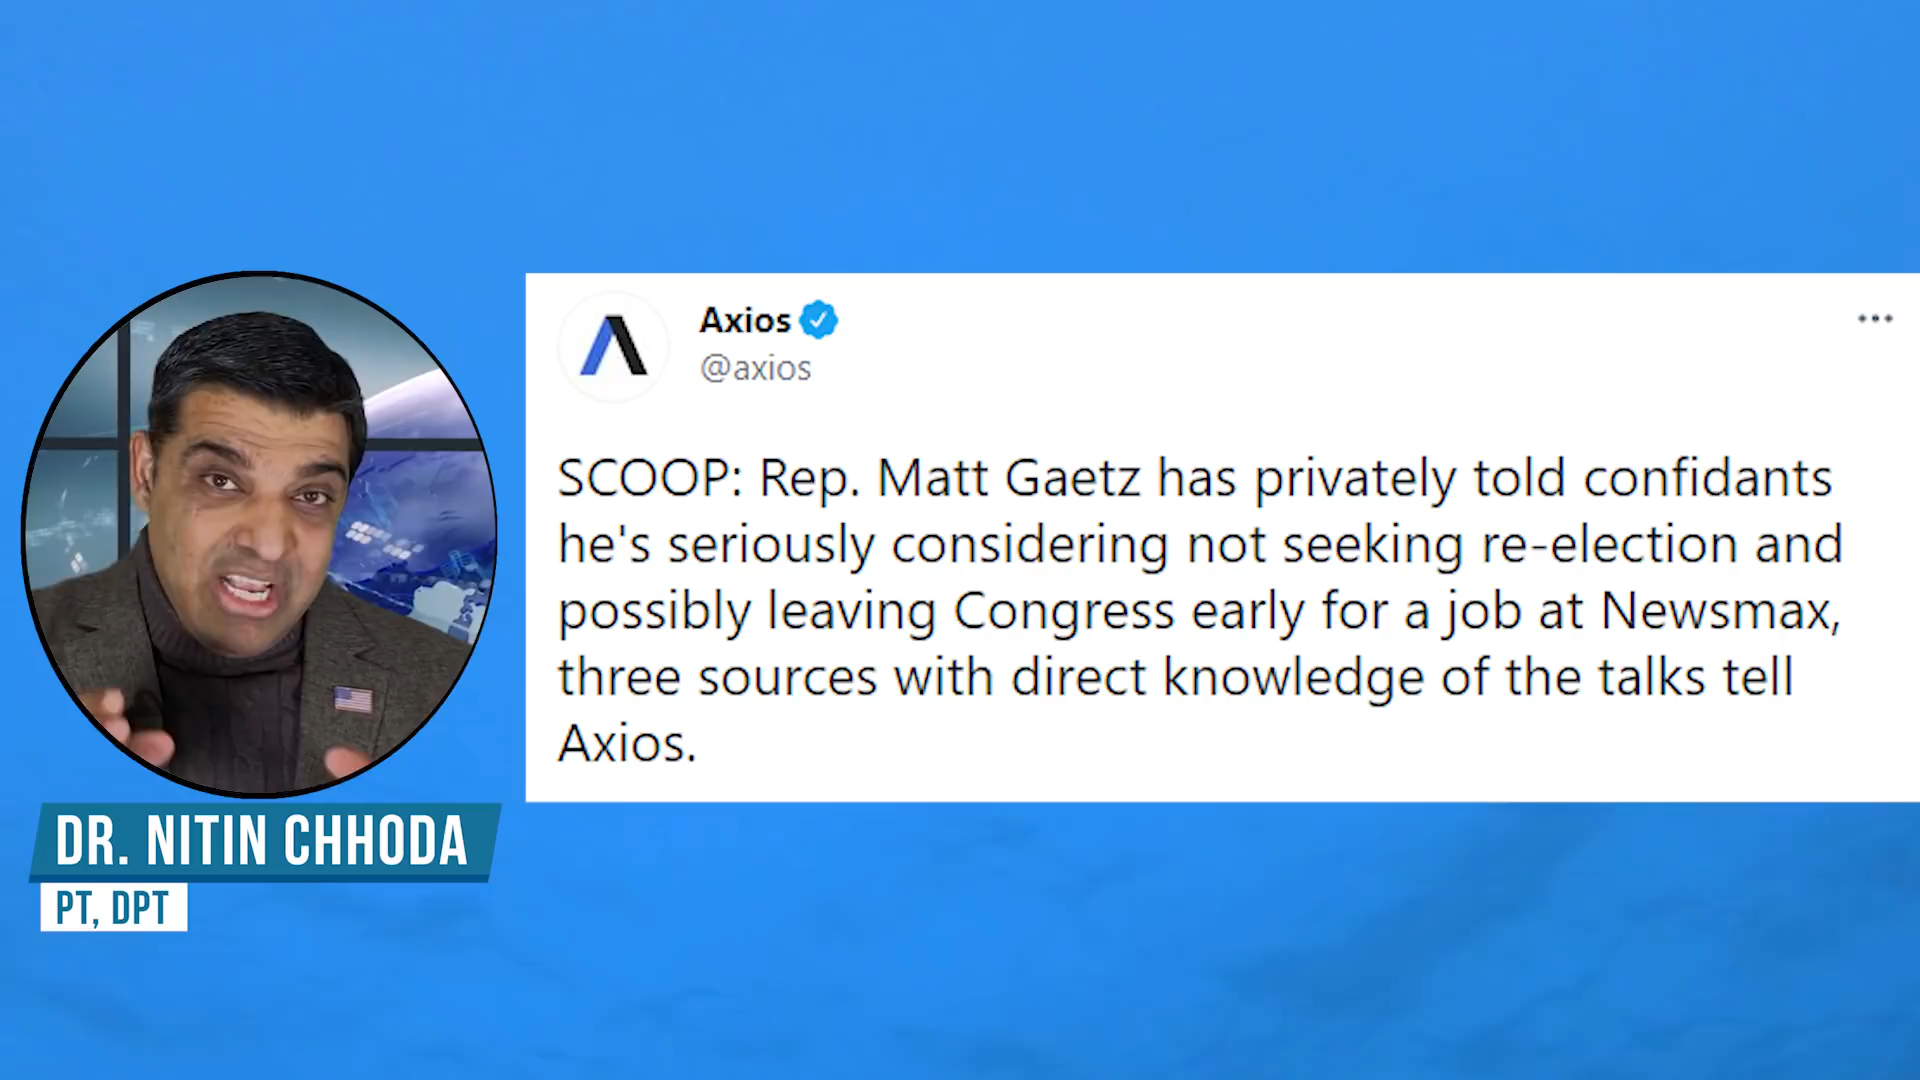 Axios
@axios
SCOOP: Rep. Matt Gaetz has privately told confidants
he's seriously considering not seeking re-election and
possibly leaving Congress early for a job at Newsmax,
three sources with direct knowledge of the talks tell
Axios.
DR. NITIN CHHODA
PT, DPT